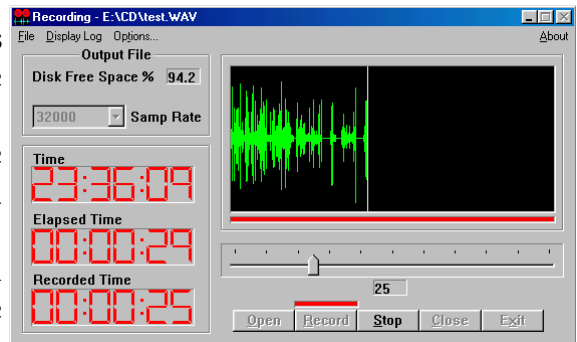 Recording - E:\CD\test.WAV
File Display Log Options... About
Output File
Disk Free Space % 94.2
32000 Samp Rate
Time
23:36:09
Elapsed Time
00:00:29
Recorded Time
00:00:25
25
Open Record Stop Close Exit